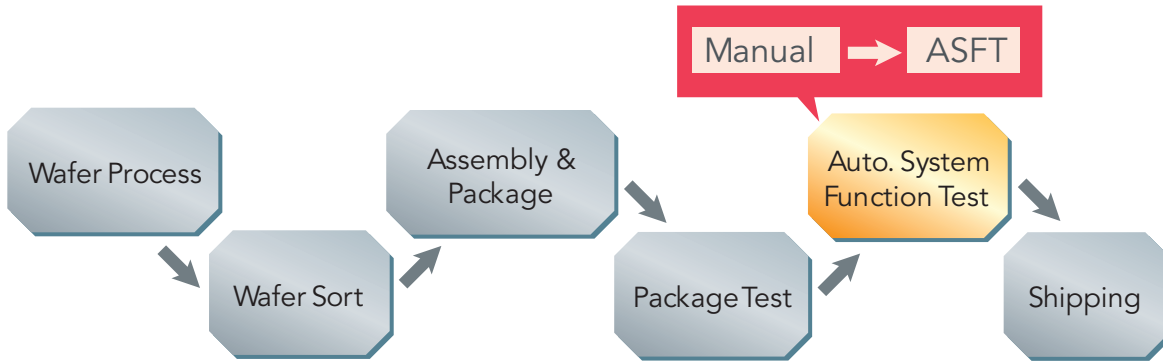 Manual
ASFT
Wafer Process
Wafer Sort
Assembly &
Package
Package Test
Auto. System
Function Test
Shipping